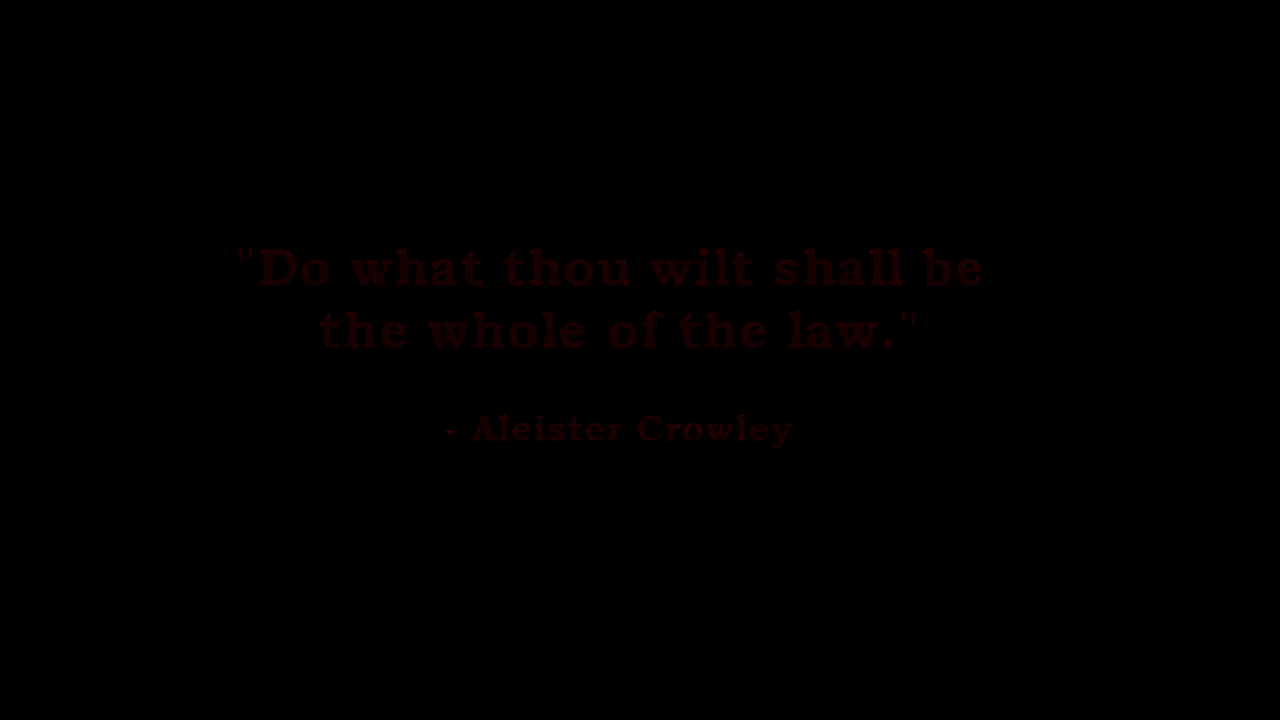 "Do what thou wilt shall be
the whole of the law."
- Aleister Crowley